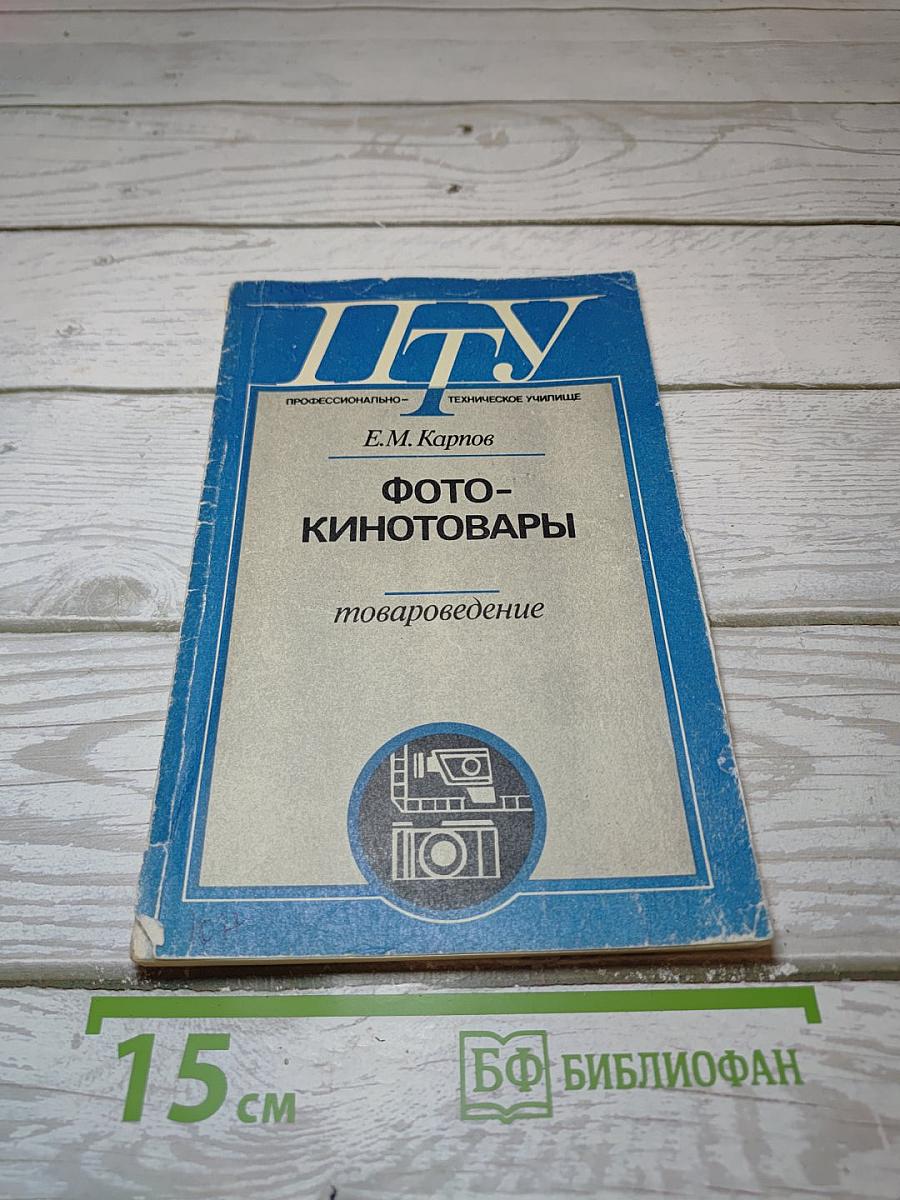 ПТУ
ПРОФЕССИОНАЛЬНО- ТЕХНИЧЕСКОЕ УЧИЛИЩЕ
Е.М. Карпов
ФОТО-
КИНОТОВАРЫ
товароведение
15 см
БФ БИБЛИОФАН